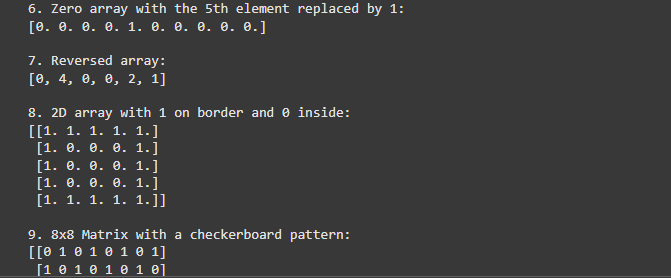 6. Zero array with the 5th element replaced by 1:
[0. 0. 0. 0. 1. 0. 0. 0. 0. 0.]
7. Reversed array:
[0, 4, 0, 0, 2, 1]
8. 2D array with 1 on border and 0 inside:
[[1. 1. 1. 1. 1.]
[1. 0. 0. 0. 1.]
[1. 0. 0. 0. 1.]
[1. 0. 0. 0. 1.]
[1. 1. 1. 1. 1.]]
9. 8x8 Matrix with a checkerboard pattern:
[[0 1 0 1 0 1 0 1]
[1 0 1 0 1 0 1 0]